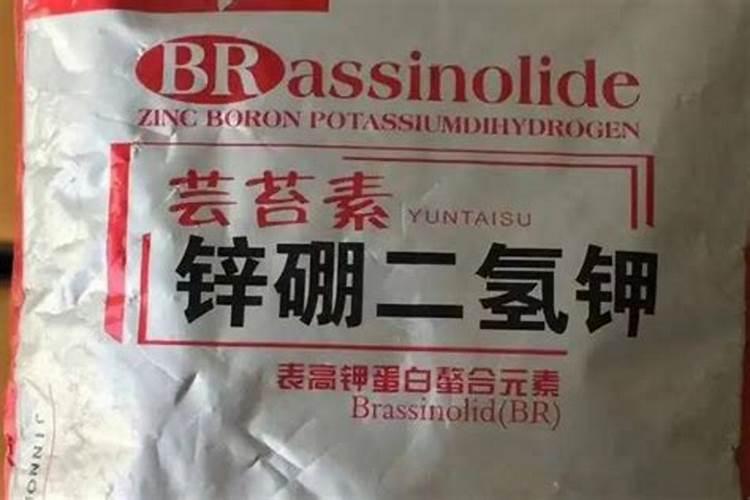 BRassinolide
ZINC BORON POTASSIUMDIHYDROGEN
芸苔素 YUNTAISU
锌硼二氢钾
表高钾蛋白螯合元素
Brassinolid(BR)